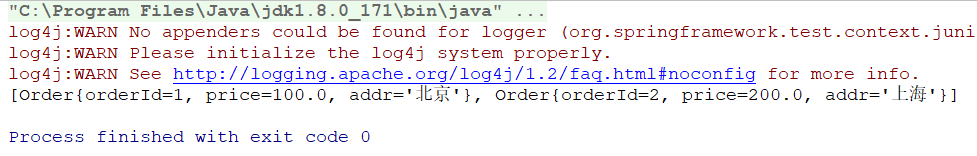 "C:\Program Files\Java\jdk1.8.0_171\bin\java" ...
log4j:WARN No appenders could be found for logger (org.springframework.test.context.juni
log4j:WARN Please initialize the log4j system properly.
log4j:WARN See http://logging.apache.org/log4j/1.2/faq.html#noconfig for more info.
[Order{orderId=1, price=100.0, addr='北京'}, Order{orderId=2, price=200.0, addr='上海'}]
Process finished with exit code 0